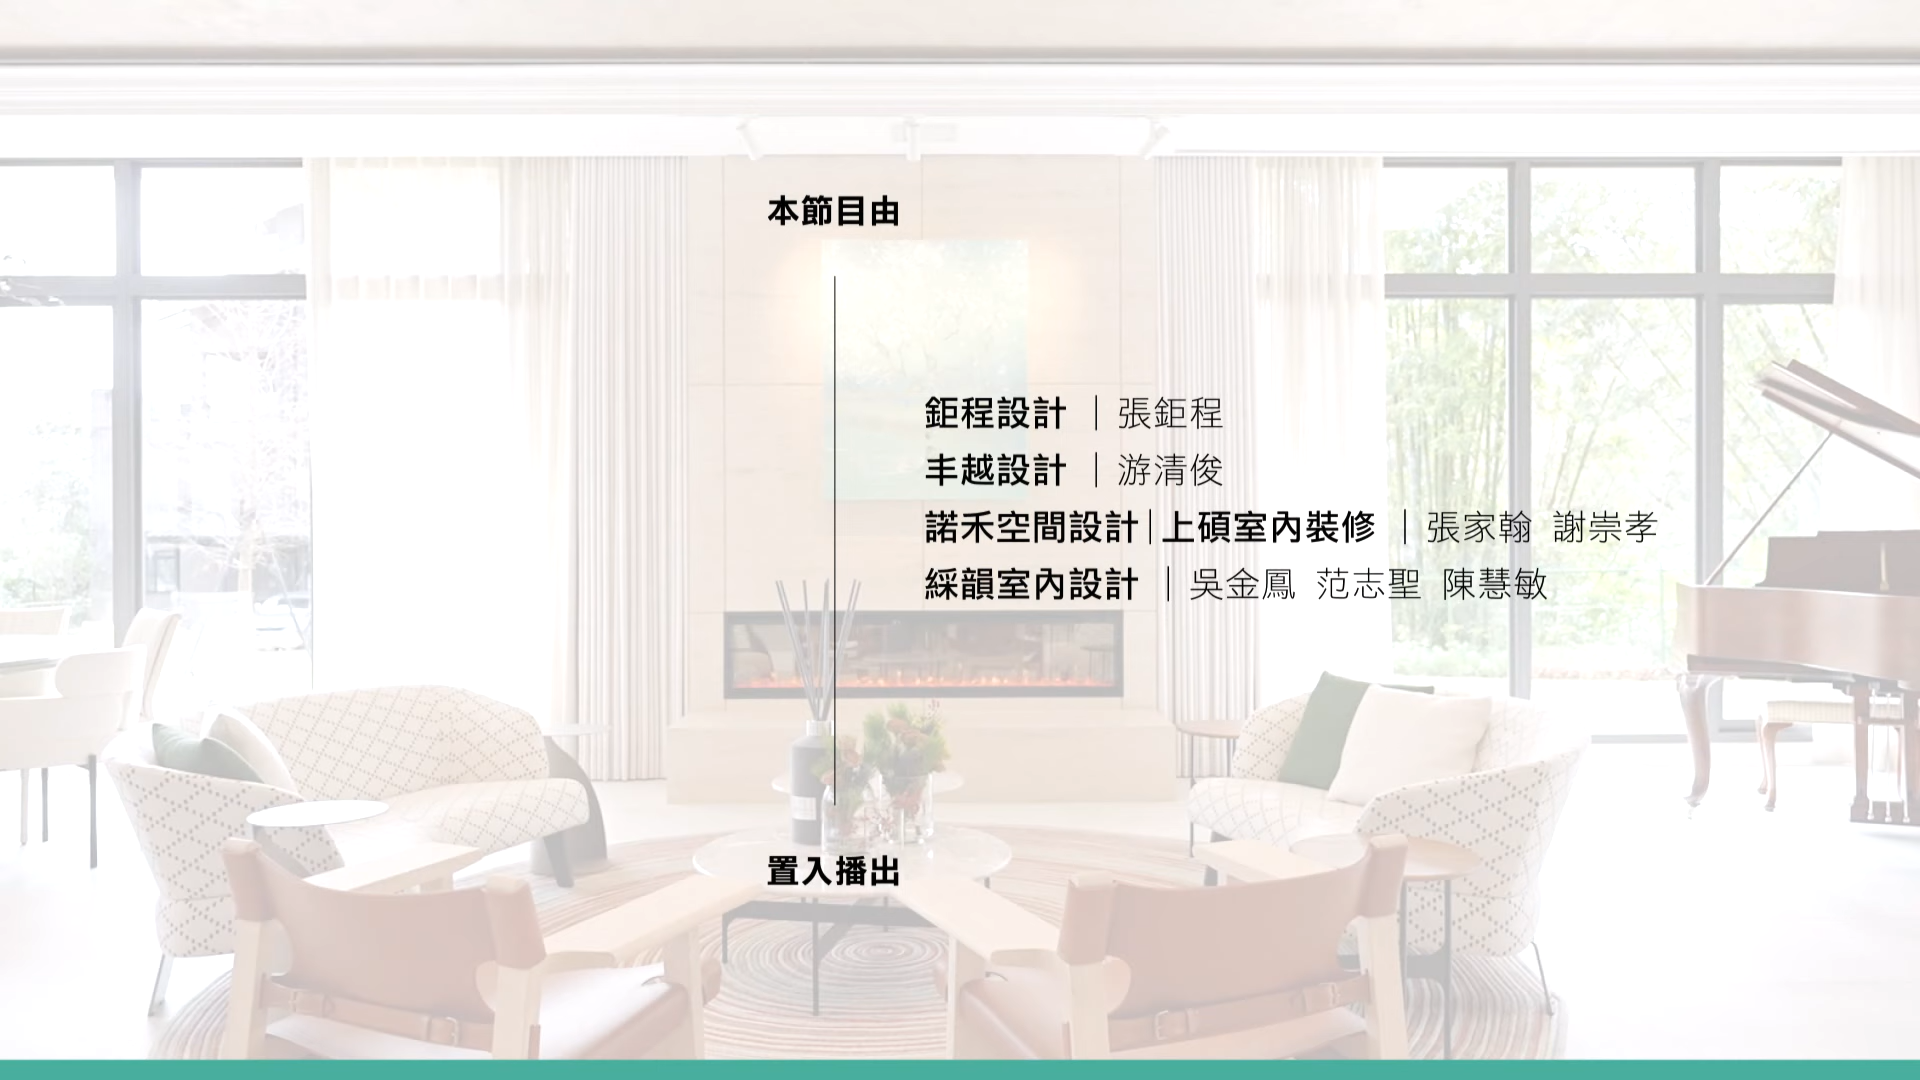 本節目由
鉅程設計｜張鉅程
丰越設計｜游清俊
諾禾空間設計|上碩室內裝修｜張家翰 謝崇孝
綵韻室內設計｜吳金鳳 范志聖 陳慧敏
置入播出